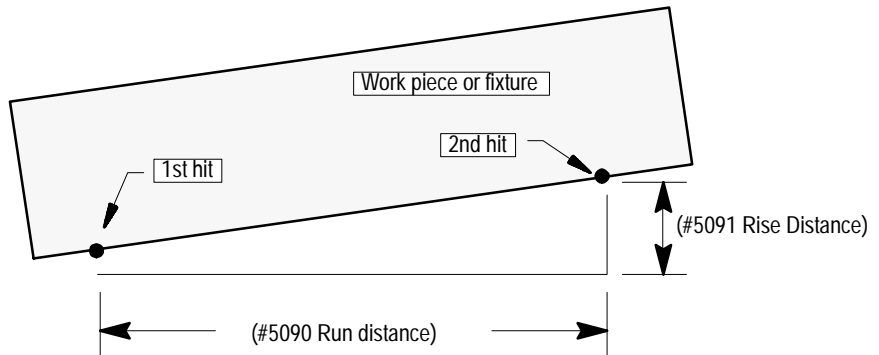 Work piece or fixture
2nd hit
1st hit
(#5091 Rise Distance)
(#5090 Run distance)